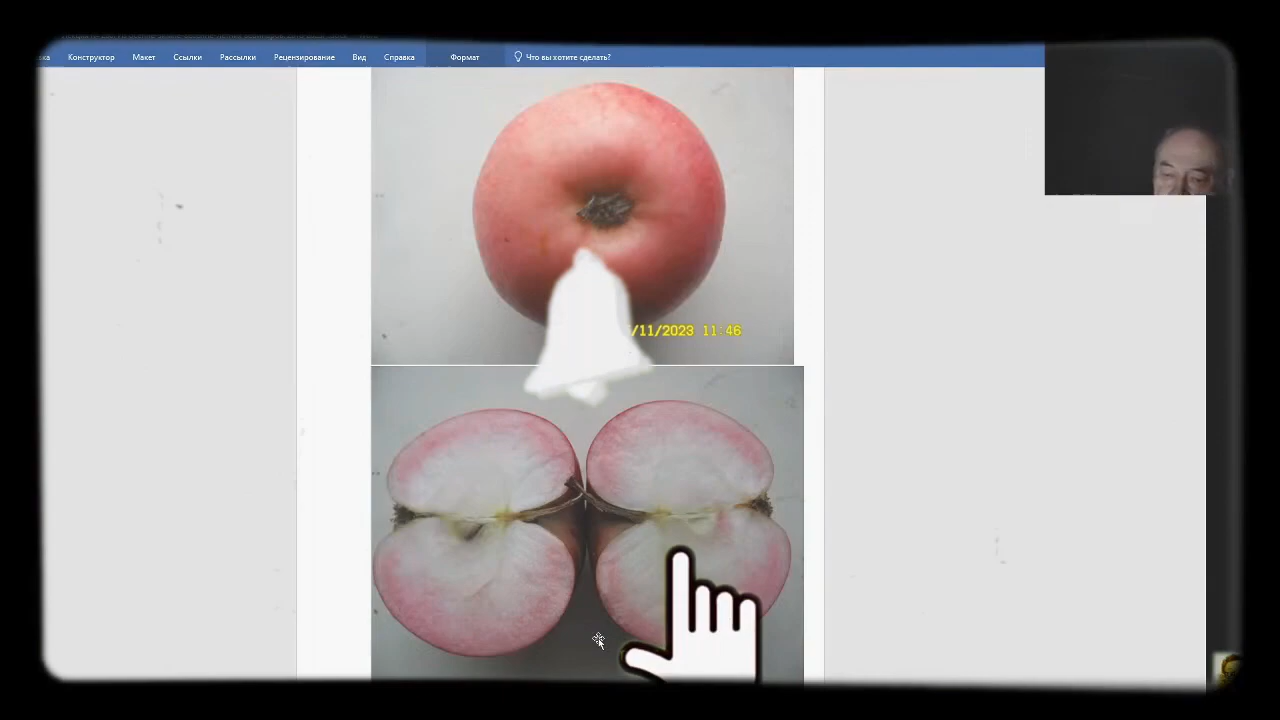 Конструктор Макет Ссылки Рассылки Рецензирование Вид Справка Формат Что вы хотите сделать?
/11/2023 11:46